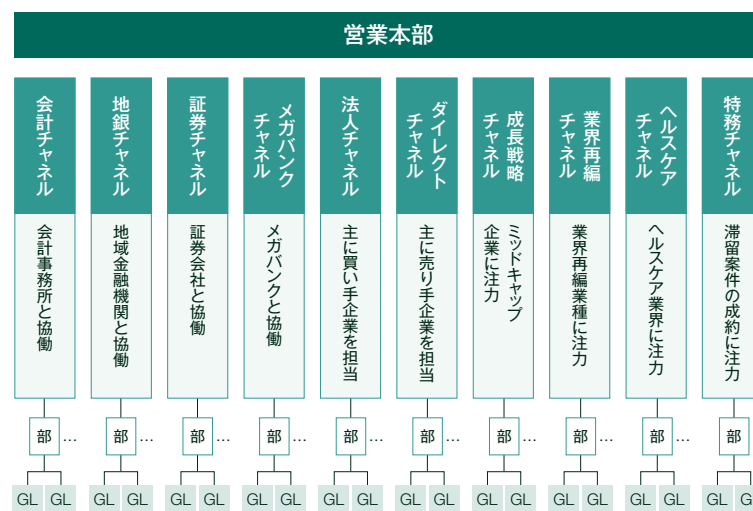 営業本部
会計チャネル
地銀チャネル
証券チャネル
メガバンク
チャネル
法人チャネル
ダイレクト
チャネル
成長戦略
チャネル
業界再編
チャネル
ヘルスケア
チャネル
特務チャネル
会計事務所と協働
地域金融機関と協働
証券会社と協働
メガバンクと協働
主に買い手企業を担当
主に売り手企業を担当
ミッドキャップ
企業に注力
業界再編業種に注力
ヘルスケア業界に注力
滞留案件の成約に注力
部 … 部 … 部 … 部 … 部 … 部 … 部 … 部 … 部 … 部
GL GL GL GL GL GL GL GL GL GL GL GL GL GL GL GL GL GL GL G